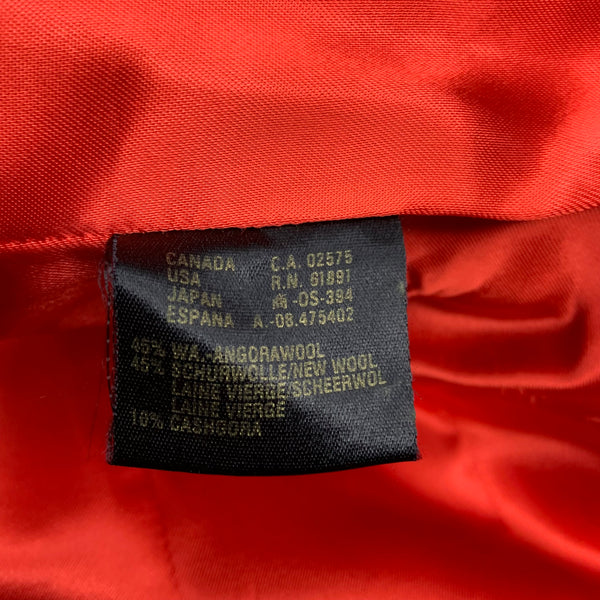 CANADA C.A. 02575
USA R.N. 61891
JAPAN -OS-394
ESPANA A -08.475402
45% WA.-ANGORAWOOL
45% SCHURWOLLE/NEW WOOL
LAINE VIERGE/SCHEERWOL
LAINE VIERGE
10% CASHGORA